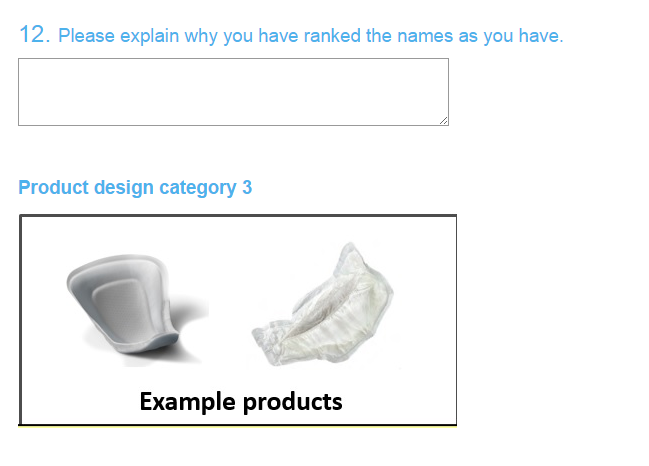 12. Please explain why you have ranked the names as you have.
Product design category 3
Example products